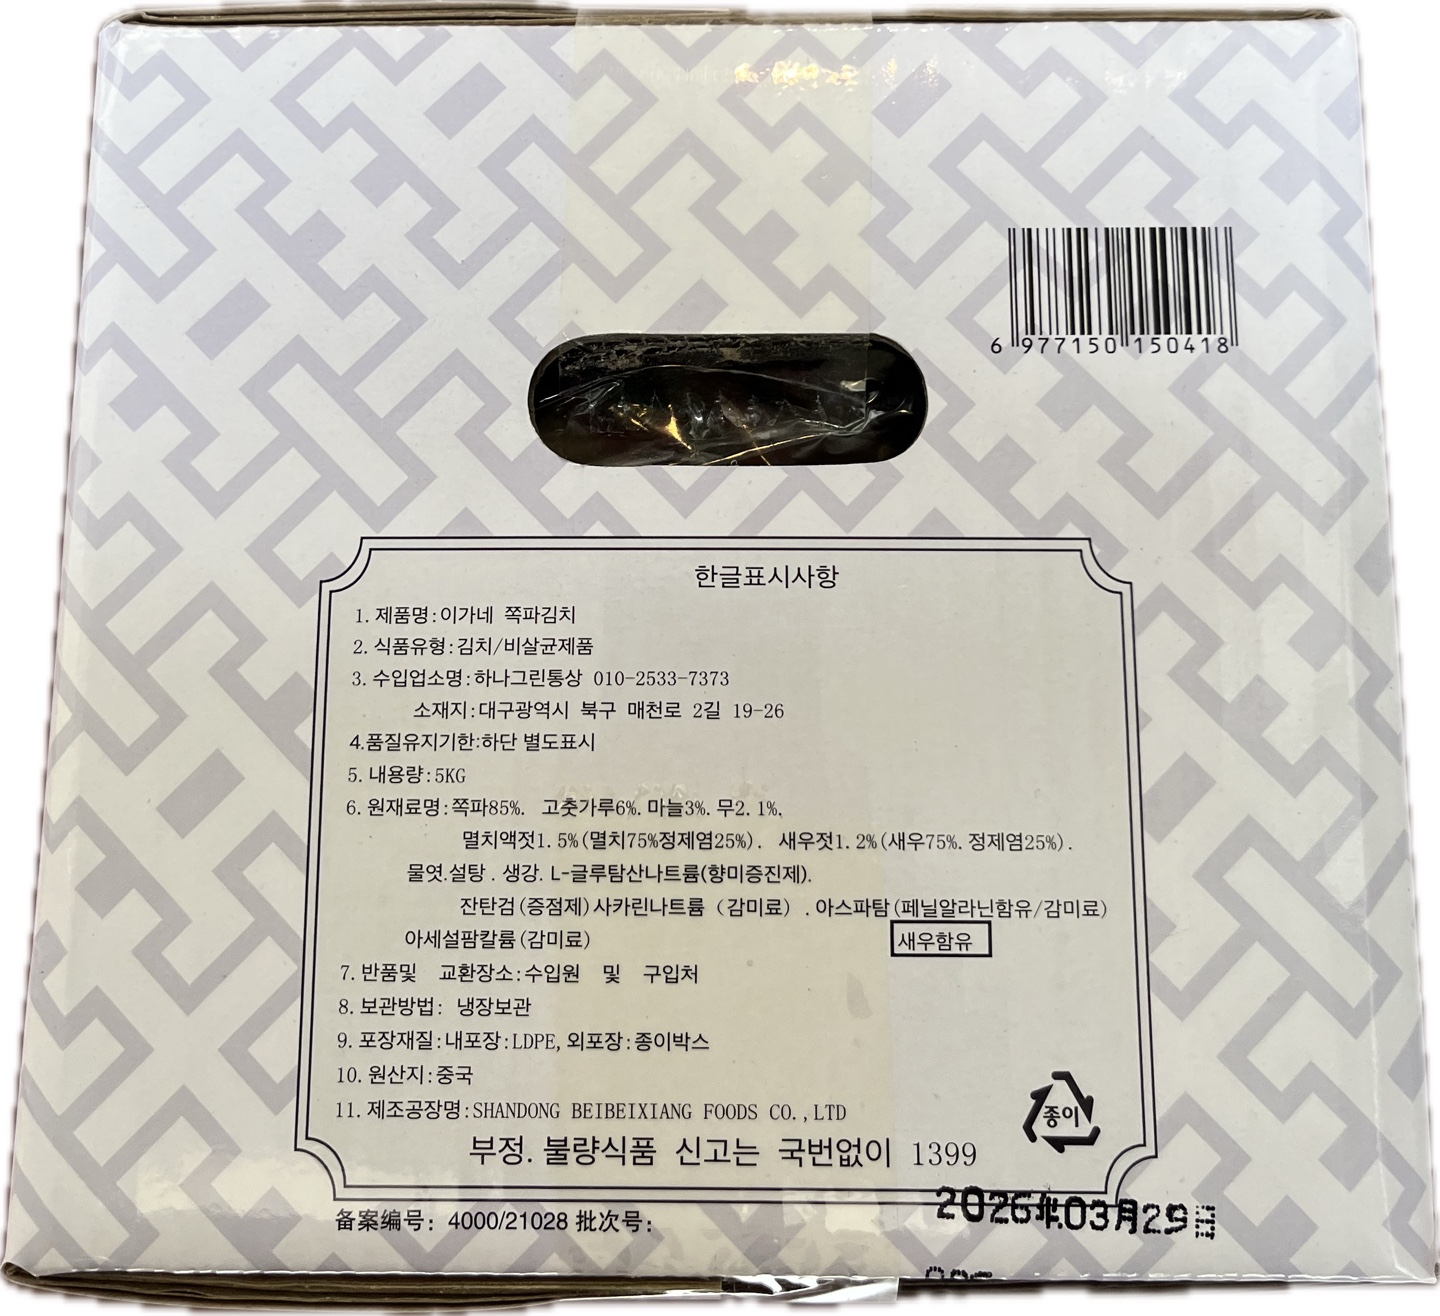 6 977150 150418
한글표시사항
1. 제품명:이가네 쪽파김치
2. 식품유형:김치/비살균제품
3. 수입업소명:하나그린통상 010-2533-7373
소재지:대구광역시 북구 매천로 2길 19-26
4.품질유지기한:하단 별도표시
5. 내용량:5KG
6. 원재료명:쪽파85%. 고춧가루6%. 마늘3%. 무2.1%.
멸치액젓1.5%(멸치75%정제염25%). 새우젓1.2%(새우75%. 정제염25%).
물엿.설탕 . 생강. L-글루탐산나트륨(향미증진제).
잔탄검(증점제)사카린나트륨 (감미료) .아스파탐(페닐알라닌함유/감미료)
아세설팜칼륨(감미료)
새우함유
7. 반품및 교환장소:수입원 및 구입처
8. 보관방법: 냉장보관
9. 포장재질:내포장:LDPE,외포장:종이박스
10. 원산지:중국
11. 제조공장명:SHANDONG BEIBEIXIANG FOODS CO.,LTD
종이
부정. 불량식품 신고는 국번없이 1399
备案编号: 4000/21028 批次号:
2026年03月29日